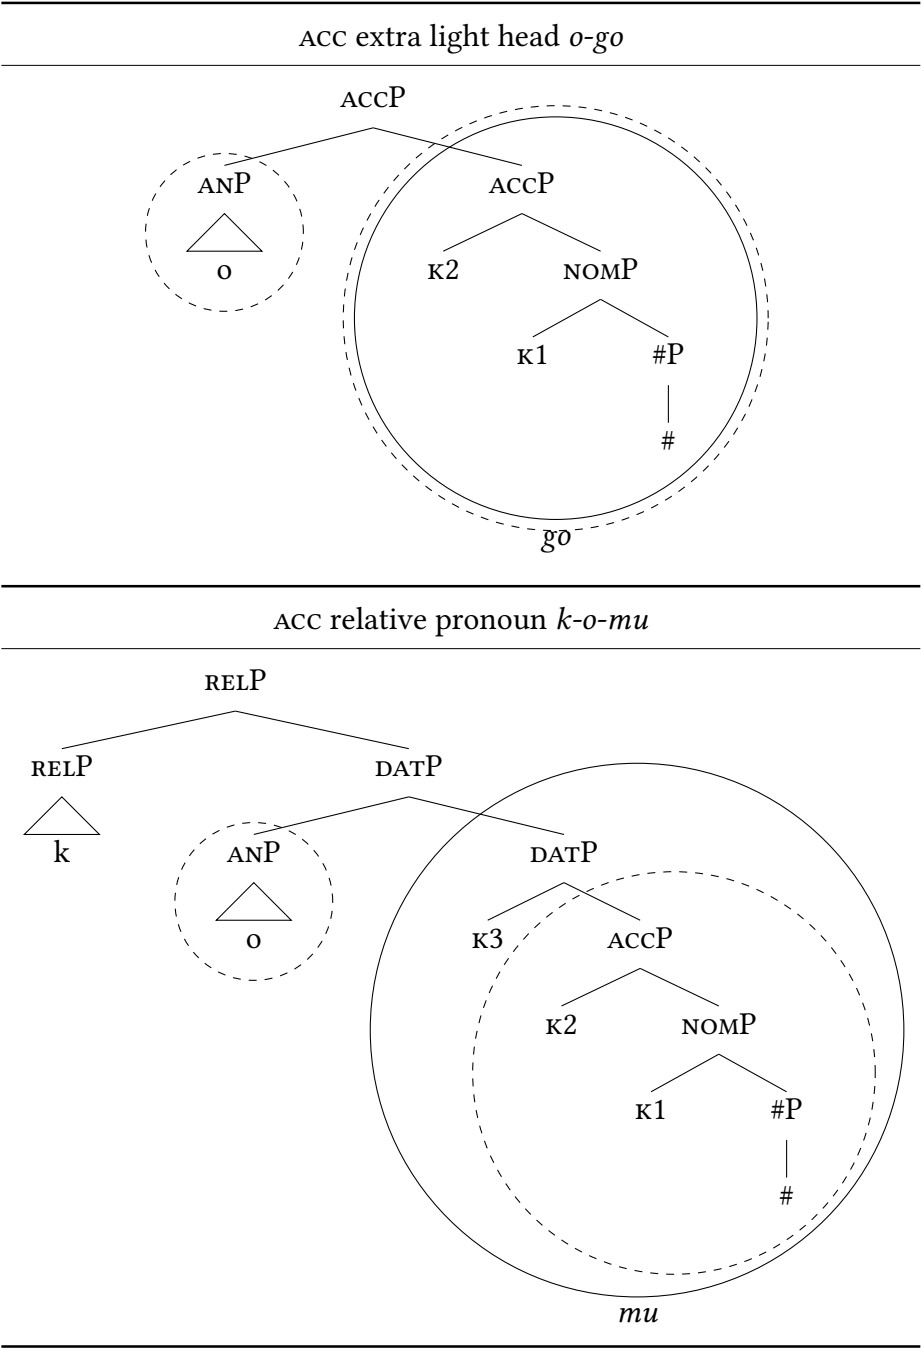 ACC extra light head o-go
ACCP
ANP ACCP
o K2 NOMP
K1 #P
#
go
ACC relative pronoun k-o-mu
RELP
RELP DATP
k ANP DATP
o K3 ACCP
K2 NOMP
K1 #P
#
mu